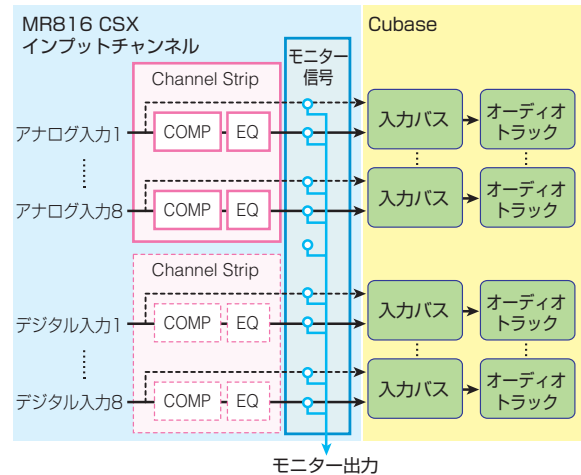 MR816 CSX
インプットチャンネル
Cubase
モニター
信号
Channel Strip
アナログ入力1
COMP
EQ
入力バス
オーディオ
トラック
アナログ入力8
COMP
EQ
入力バス
オーディオ
トラック
Channel Strip
デジタル入力1
COMP
EQ
入力バス
オーディオ
トラック
デジタル入力8
COMP
EQ
入力バス
オーディオ
トラック
モニター出力